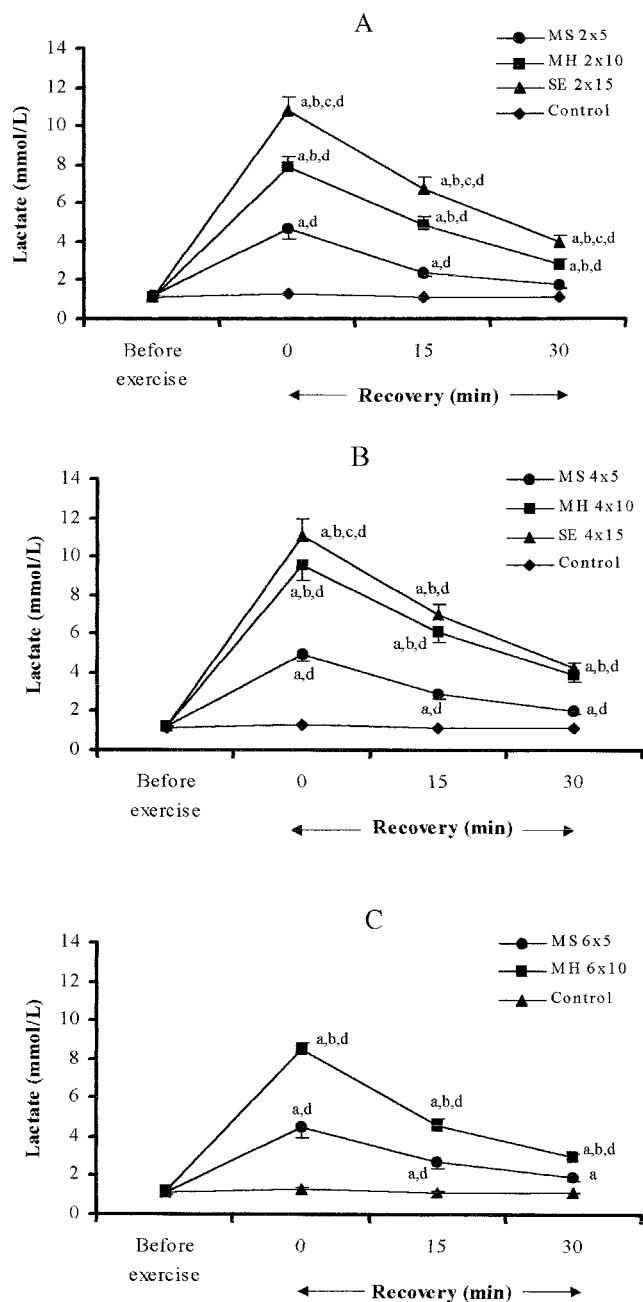 A
MS 2x5
MH 2x10
SE 2x15
Control
Lactate (mmol/L)
14
12
10
8
6
4
2
0
a,b,c,d
a,b,d
a,d
a,b,c,d
a,b,d
a,d
a,b,c,d
a,b,d
Before exercise
0
15
30
Recovery (min)
B
MS 4x5
MH 4x10
SE 4x15
Control
Lactate (mmol/L)
14
12
10
8
6
4
2
0
a,b,c,d
a,b,d
a,d
a,b,d
a,b,d
a,d
a,b,d
a,d
Before exercise
0
15
30
Recovery (min)
C
MS 6x5
MH 6x10
Control
Lactate (mmol/L)
14
12
10
8
6
4
2
0
a,b,d
a,d
a,b,d
a,d
a,b,d
a
Before exercise
0
15
30
Recovery (min)